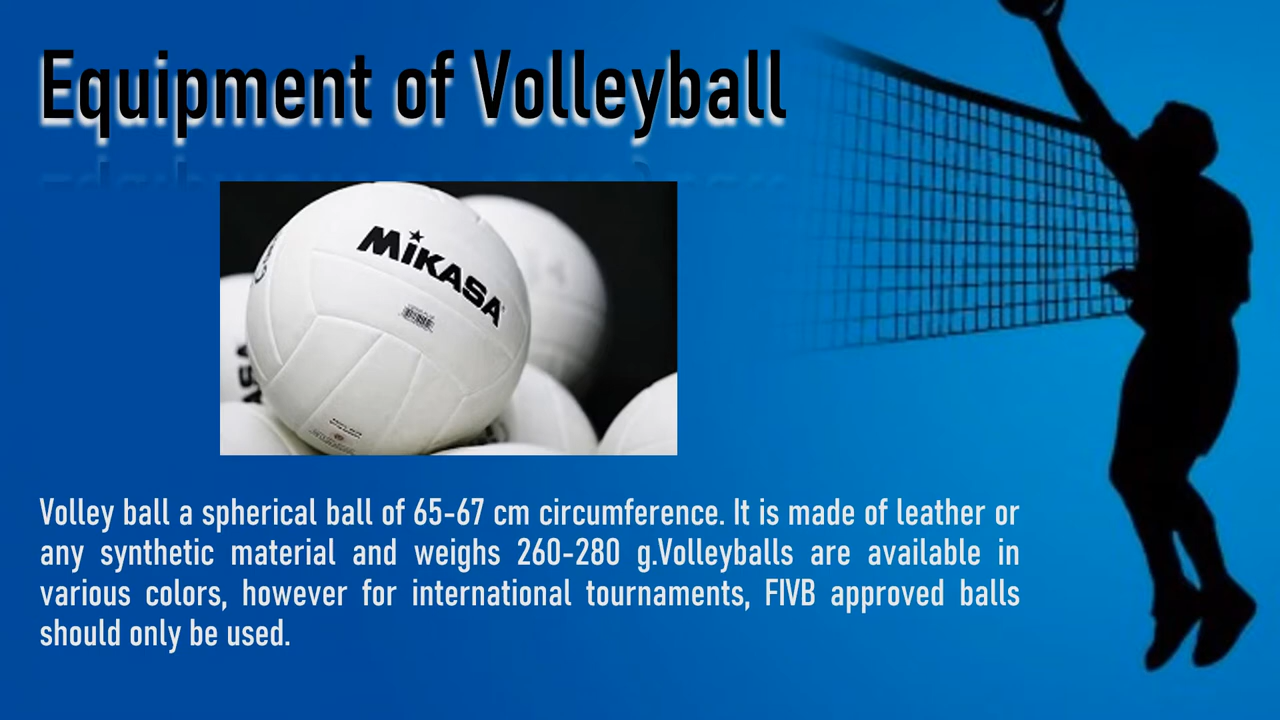 Equipment of Volleyball
MIKASA
Volley ball a spherical ball of 65-67 cm circumference. It is made of leather or
any synthetic material and weighs 260-280 g.Volleyballs are available in
various colors, however for international tournaments, FIVB approved balls
should only be used.